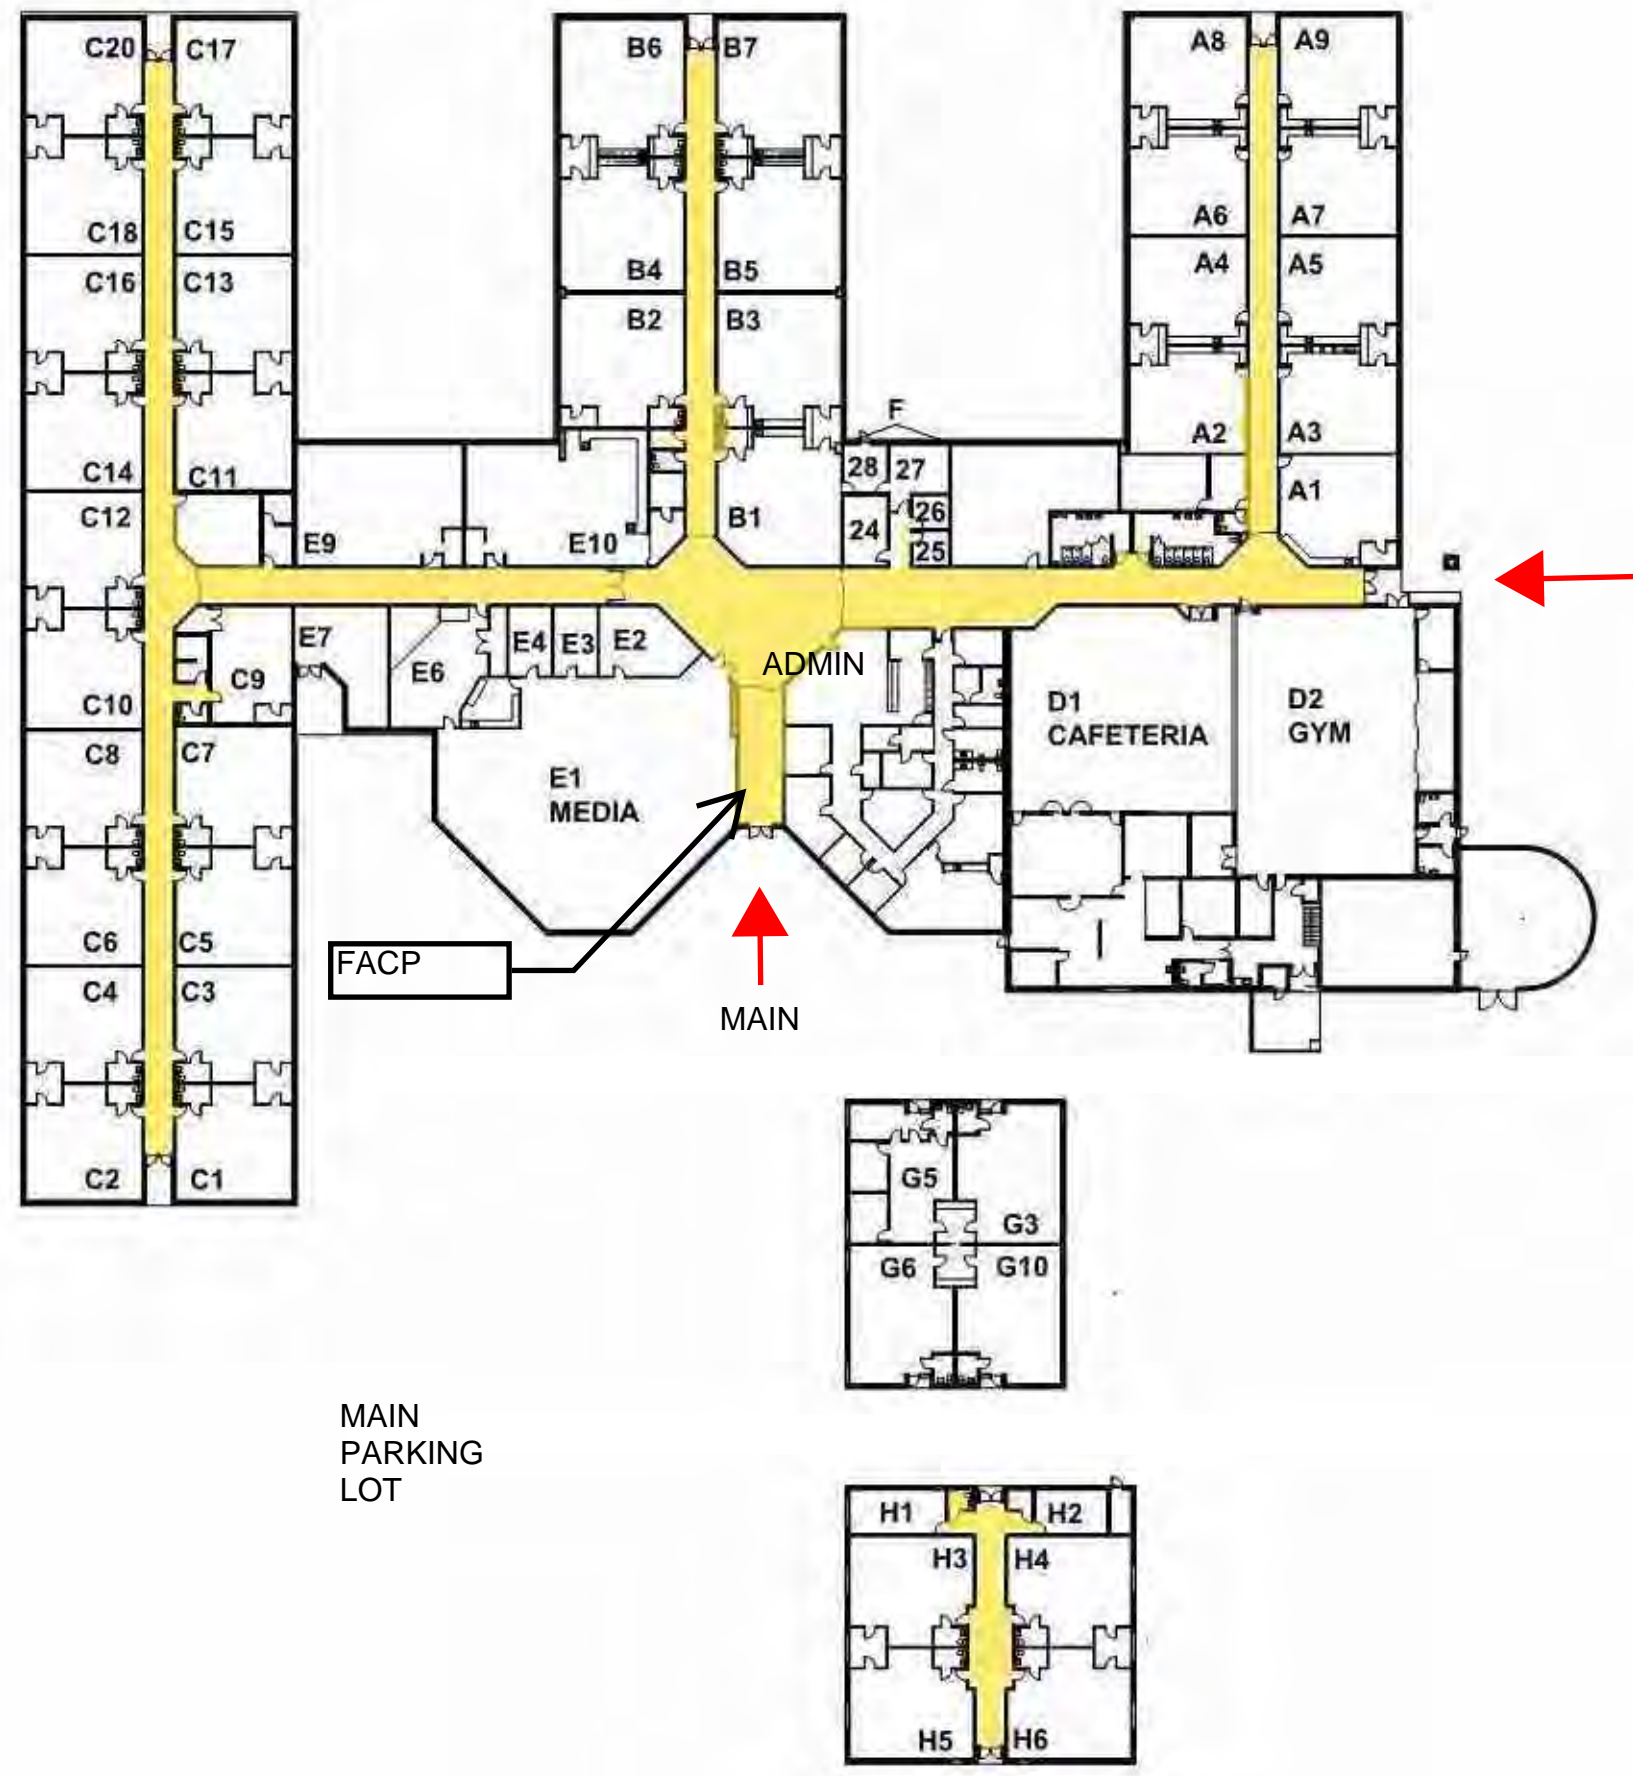 C20 C17 B6 B7 A8 A9
C18 C15 A6 A7
C16 C13 B4 B5 A4 A5
B2 B3
F
C14 C11 28 27 A2 A3
C12 E9 E10 B1 24 26 A1
25
E7 E6 E4 E3 E2 ADMIN
C10 C9 D1
CAFETERIA
D2
GYM
C8 C7 E1
MEDIA
C6 C5 FACP
C4 C3 MAIN
C2 C1 G5
G3
G6 G10
MAIN
PARKING
LOT
H1 H2
H3 H4
H5 H6